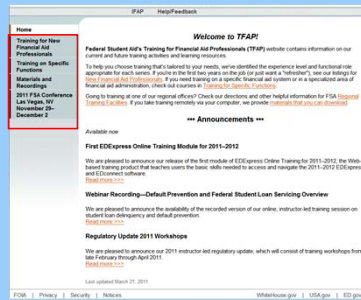 IFAP Help/Feedback
Home
Training for New
Financial Aid
Professionals
Training on Specific
Functions
Materials and
Recordings
2011 FSA Conference
Las Vegas, NV
November 29–
December 2
Welcome to TFAP!
Federal Student Aid's Training for Financial Aid Professionals (TFAP) website contains information on our
current and future training activities and learning resources.
To help you choose training that's tailored to your needs, we've identified the experience level and functional role
appropriate for each series. If you're in the first two years on the job (or just want a "refresher"), see our listings for
New Financial Aid Professionals. If you need training on a specific financial aid system or in a specialized area of
financial aid administration, check out courses in Training for Specific Functions.
Going to training at one of our regional offices? Check our directions and other helpful information for FSA Regional
Training Facilities. If you take training remotely via your computer, we provide materials that you can download.
••• Announcements •••
Available now
First EDExpress Online Training Module for 2011–2012
We are pleased to announce our release of the first module of EDExpress Online Training for 2011-2012, the Web-
based training product that teaches users the basic skills needed to access and navigate the 2011-2012 EDExpress
and EDconnect software.
Read more >>>
Webinar Recording—Default Prevention and Federal Student Loan Servicing Overview
We are pleased to announce the availability of the recorded version of our online, instructor-led training session on
student loan delinquency and default prevention.
Read more >>>
Regulatory Update 2011 Workshops
We are pleased to announce our 2011 instructor-led regulatory update, which will consist of training workshops from
late February through April 2011.
Read more >>>
Last updated March 21, 2011
FOIA | Privacy | Security | Notices WhiteHouse.gov | USA.gov | ED.gov